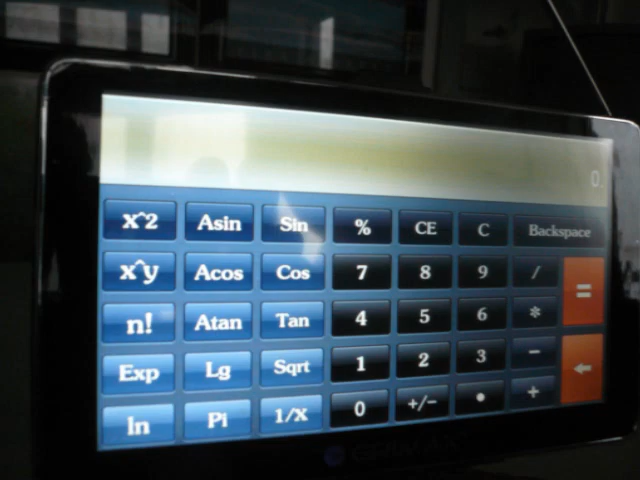 0.
x^2 Asin Sin % CE C Backspace
x^y Acos Cos 7 8 9 / =
n! Atan Tan 4 5 6 *
Exp Lg Sqrt 1 2 3 - ←
ln Pi 1/X 0 +/- • +